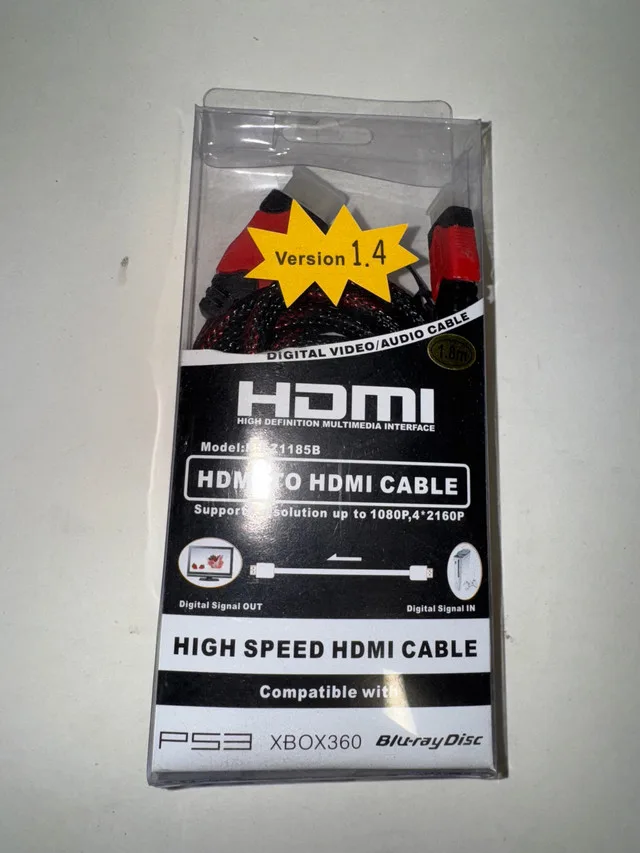 Version 1.4
DIGITAL VIDEO/AUDIO CABLE
1.8m
HDMI
HIGH DEFINITION MULTIMEDIA INTERFACE
Model: Z1185B
HDMI TO HDMI CABLE
Support resolution up to 1080P,4*2160P
Digital Signal OUT
Digital Signal IN
HIGH SPEED HDMI CABLE
Compatible with
PS3 XBOX360 Blu-ray Disc